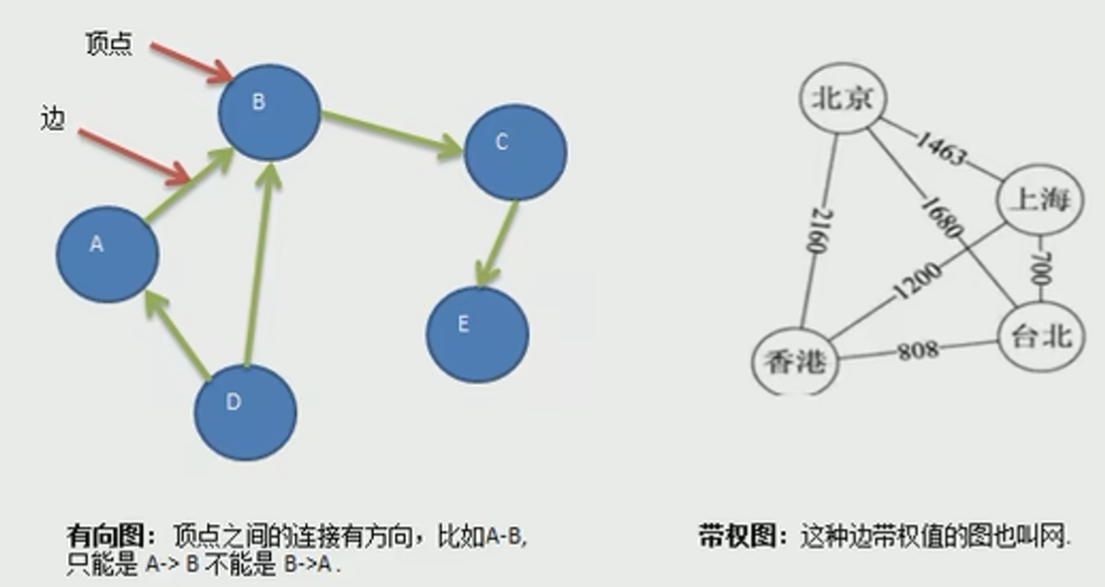 顶点
边
B
C
A
E
D
有向图：顶点之间的连接有方向，比如A-B,
只能是 A-> B 不能是 B->A .
北京
1463
上海
2160
1680
1200
700
808
香港
台北
带权图：这种边带权值的图也叫网.